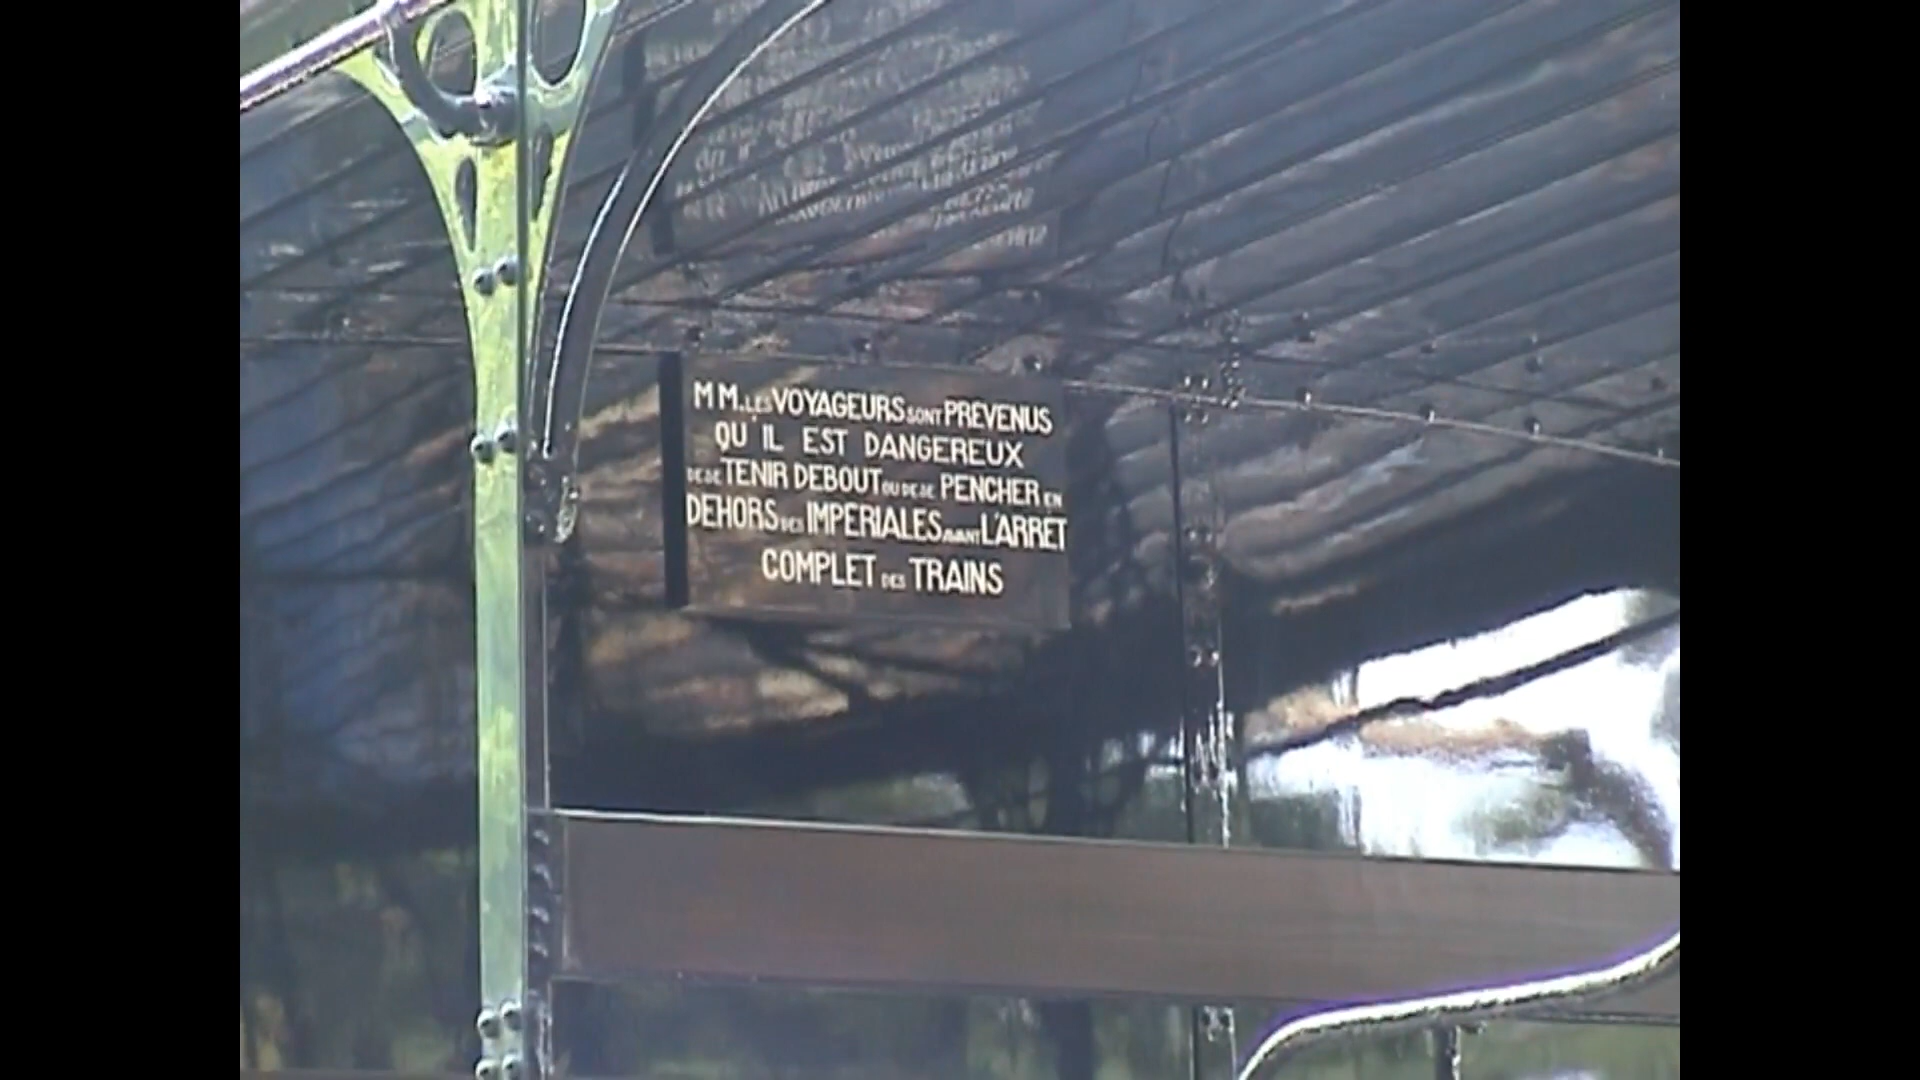 MM. LES VOYAGEURS SONT PRÉVENUS
QU'IL EST DANGEREUX
DE SE TENIR DEBOUT OU DE SE PENCHER EN
DEHORS DES IMPERIALES AVANT L'ARRET
COMPLET DES TRAINS